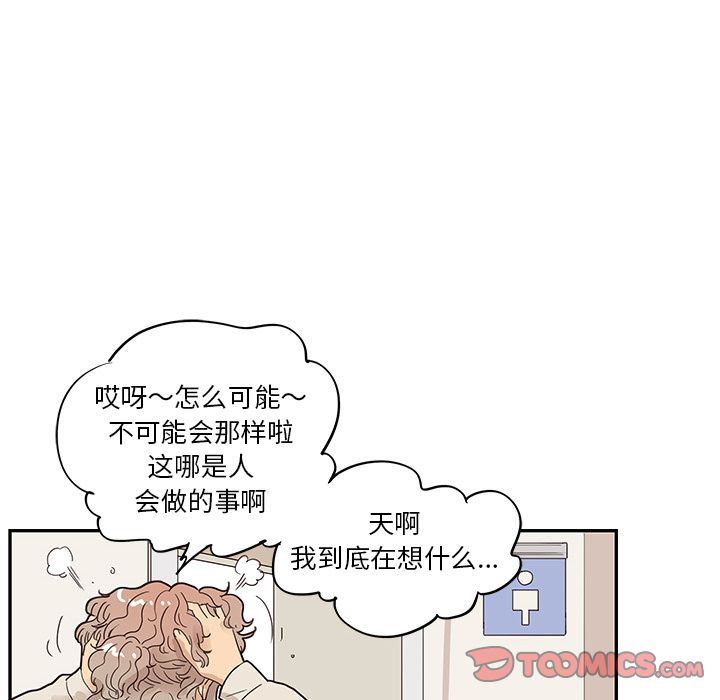 哎呀～怎么可能～
不可能会那样啦
这哪是人
会做的事啊
天啊
我到底在想什么...
TOOMICS.COM